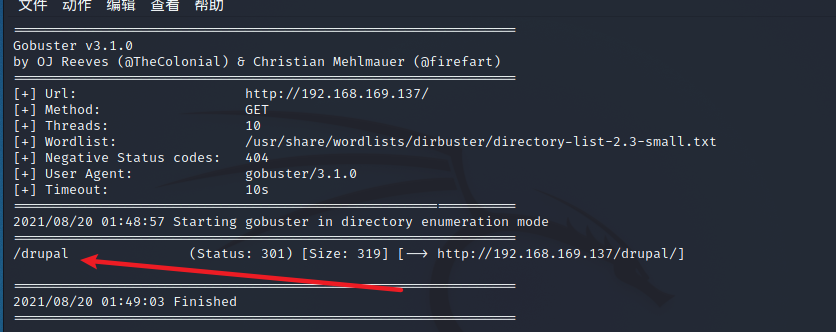 文件 动作 编辑 查看 帮助
===============================================================
Gobuster v3.1.0
by OJ Reeves (@TheColonial) & Christian Mehlmauer (@firefart)
===============================================================
[+] Url:                     http://192.168.169.137/
[+] Method:                  GET
[+] Threads:                 10
[+] Wordlist:                /usr/share/wordlists/dirbuster/directory-list-2.3-small.txt
[+] Negative Status codes:   404
[+] User Agent:              gobuster/3.1.0
[+] Timeout:                 10s
===============================================================
2021/08/20 01:48:57 Starting gobuster in directory enumeration mode
===============================================================
/drupal               (Status: 301) [Size: 319] [--> http://192.168.169.137/drupal/]
===============================================================
2021/08/20 01:49:03 Finished
===============================================================